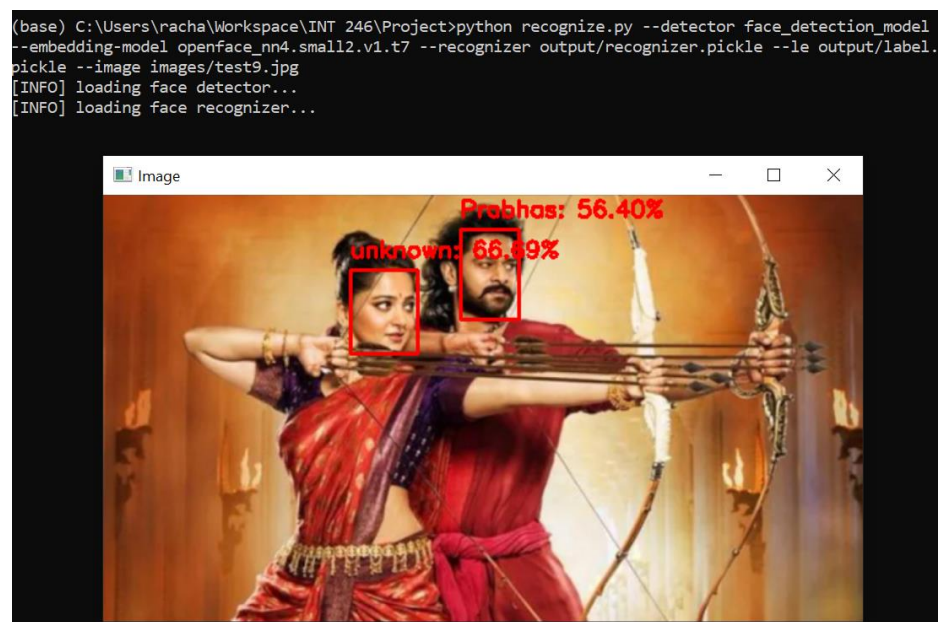 (base) C:\Users\racha\Workspace\INT 246\Project>python recognize.py --detector face_detection_model
--embedding-model openface_nn4.small2.v1.t7 --recognizer output/recognizer.pickle --le output/label.
pickle --image images/test9.jpg
[INFO] loading face detector...
[INFO] loading face recognizer...
Image
Prabhas: 56.40%
unknown: 66.69%